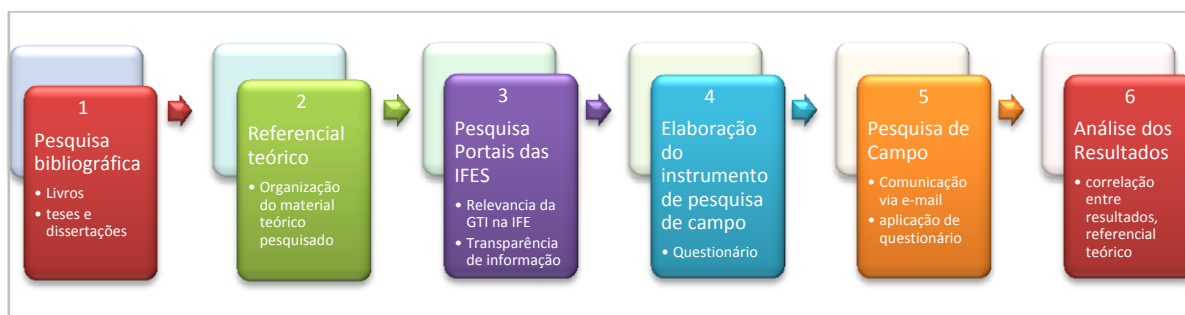 1
Pesquisa
bibliográfica
• Livros
• teses e
dissertações
2
Referencial
teórico
• Organização
do material
teórico
pesquisado
3
Pesquisa
Portais das
IFES
• Relevancia da
GTI na IFE
• Transparência
de informação
4
Elaboração
do
instrumento
de pesquisa
de campo
• Questionário
5
Pesquisa de
Campo
• Comunicação
via e-mail
• aplicação de
questionário
6
Análise dos
Resultados
• correlação
entre
resultados,
referencial
teórico